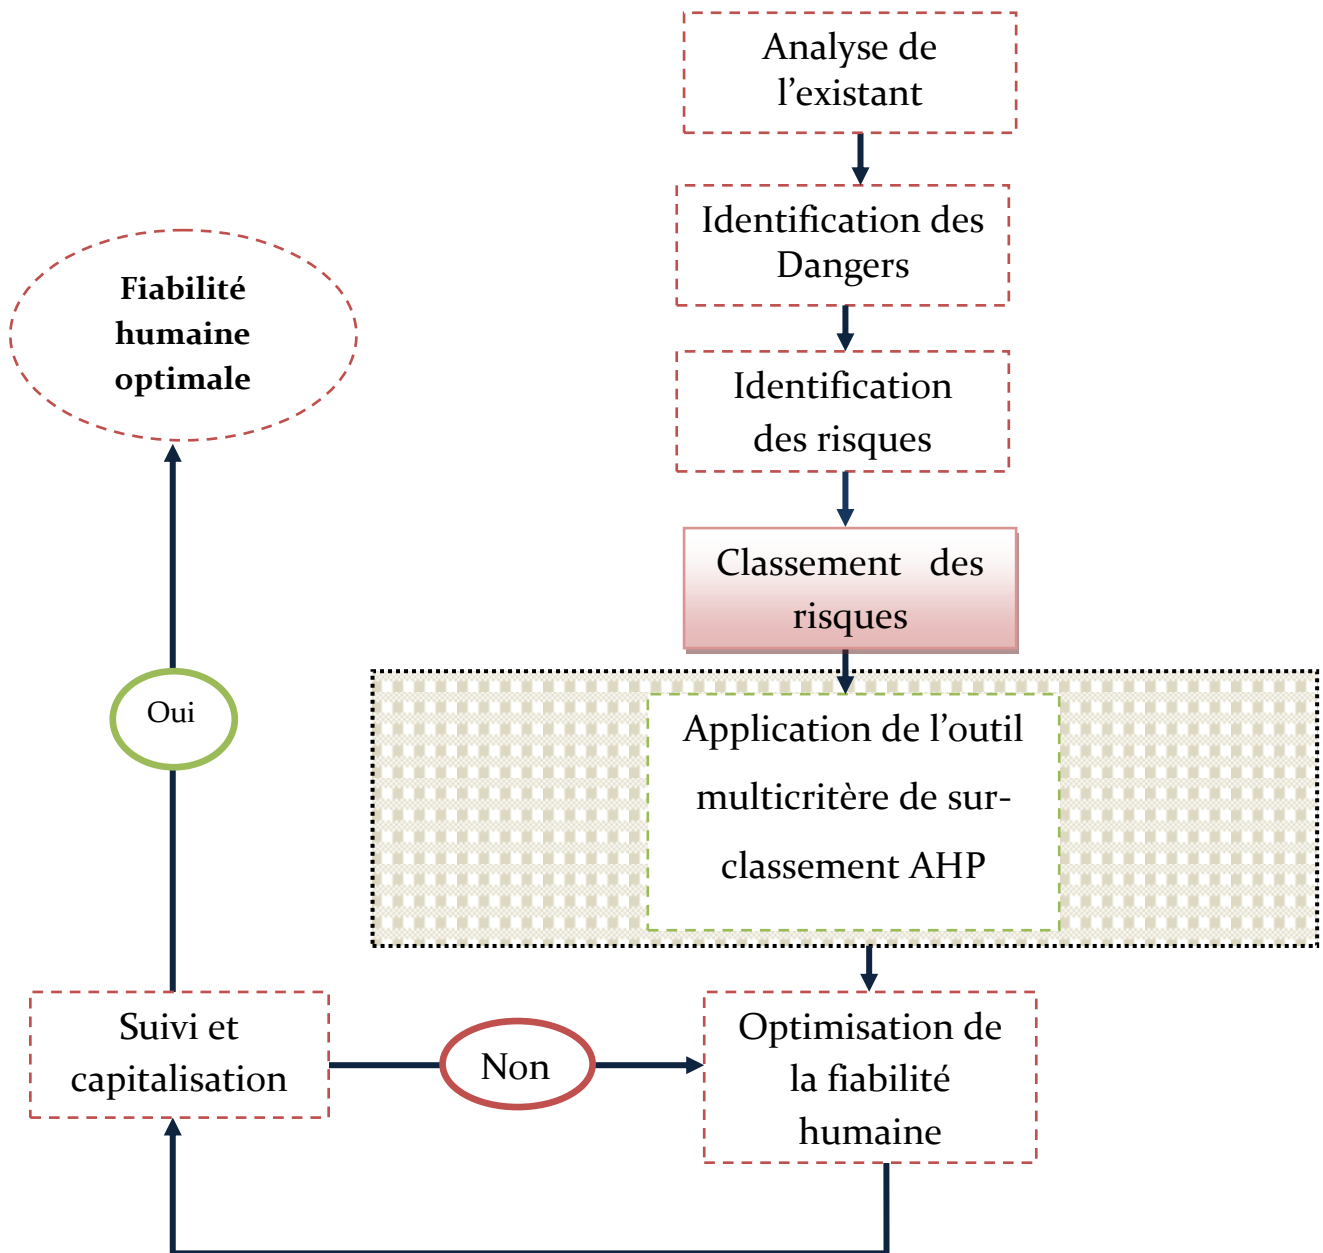 Analyse de
l’existant
Identification des
Dangers
Fiabilité
humaine
optimale
Identification
des risques
Classement des
risques
Oui
Application de l’outil
multicritère de sur-
classement AHP
Suivi et
capitalisation
Non
Optimisation de
la fiabilité
humaine